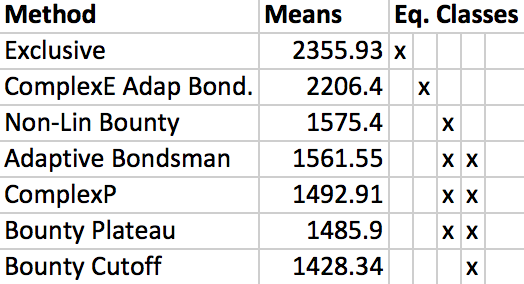 Method Means Eq. Classes
Exclusive 2355.93 x
ComplexE Adap Bond. 2206.4 x
Non-Lin Bounty 1575.4 x
Adaptive Bondsman 1561.55 x x
ComplexP 1492.91 x x
Bounty Plateau 1485.9 x x
Bounty Cutoff 1428.34 x